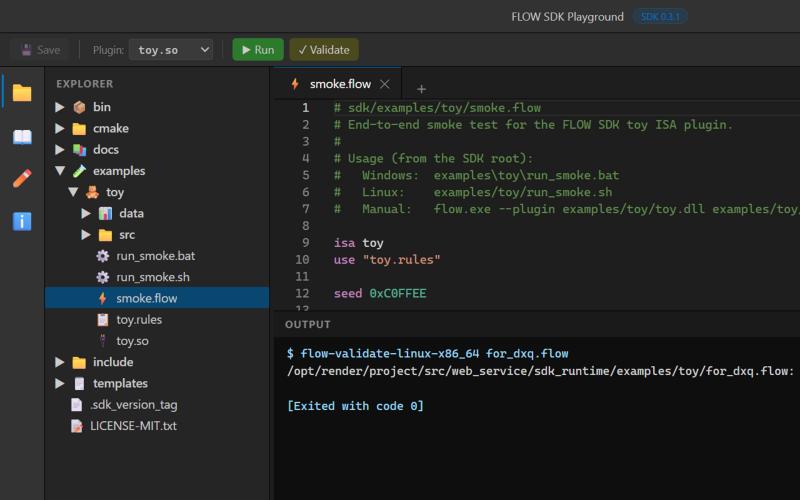 FLOW SDK Playground SDK 0.3.1
Save Plugin: toy.so Run ✓ Validate
EXPLORER
bin
cmake
docs
examples
toy
data
src
run_smoke.bat
run_smoke.sh
smoke.flow
toy.rules
toy.so
include
templates
.sdk_version_tag
LICENSE-MIT.txt
smoke.flow
1 # sdk/examples/toy/smoke.flow
2 # End-to-end smoke test for the FLOW SDK toy ISA plugin.
3 #
4 # Usage (from the SDK root):
5 #   Windows:  examples\toy\run_smoke.bat
6 #   Linux:    examples/toy/run_smoke.sh
7 #   Manual:   flow.exe --plugin examples/toy/toy.dll examples/toy/
8
9 isa toy
10 use "toy.rules"
11
12 seed 0xC0FFEE
13
OUTPUT
$ flow-validate-linux-x86_64 for_dxq.flow
/opt/render/project/src/web_service/sdk_runtime/examples/toy/for_dxq.flow:
[Exited with code 0]